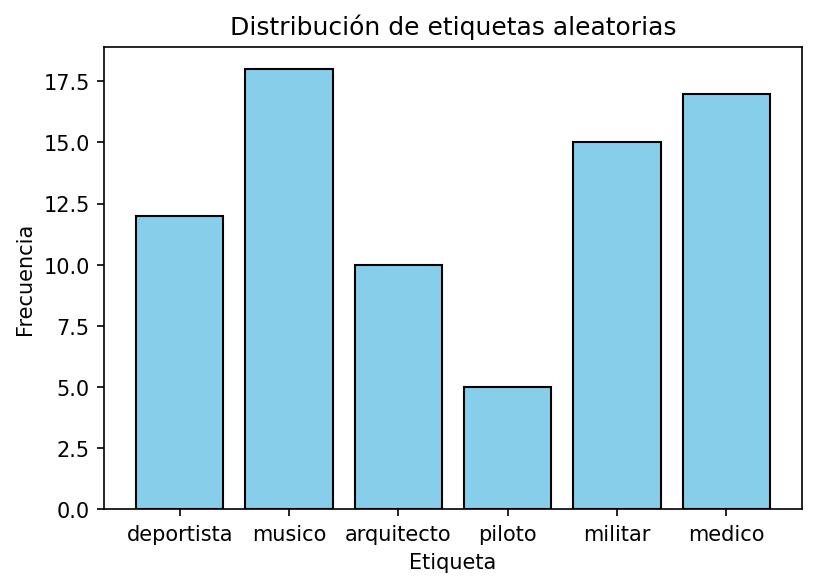 Distribución de etiquetas aleatorias
17.5
15.0
12.5
10.0
7.5
5.0
2.5
0.0
Frecuencia
deportista musico arquitecto piloto militar medico
Etiqueta